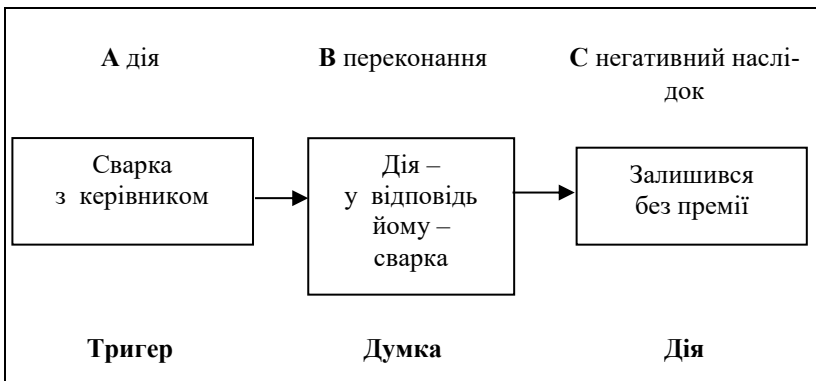 А дія
В переконання
С негативний наслі-
док
Сварка
з керівником
Дія –
у відповідь
йому –
сварка
Залишився
без премії
Тригер
Думка
Дія